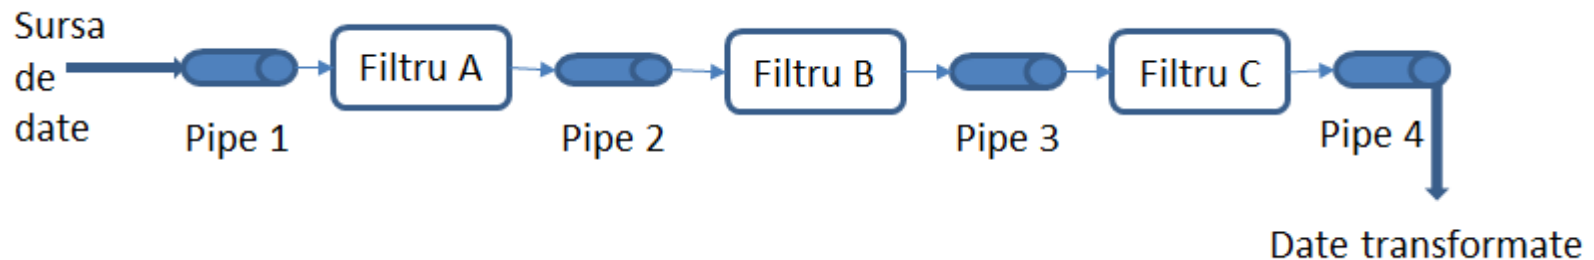 Sursa
de
date
Pipe 1
Filtru A
Pipe 2
Filtru B
Pipe 3
Filtru C
Pipe 4
Date transformate